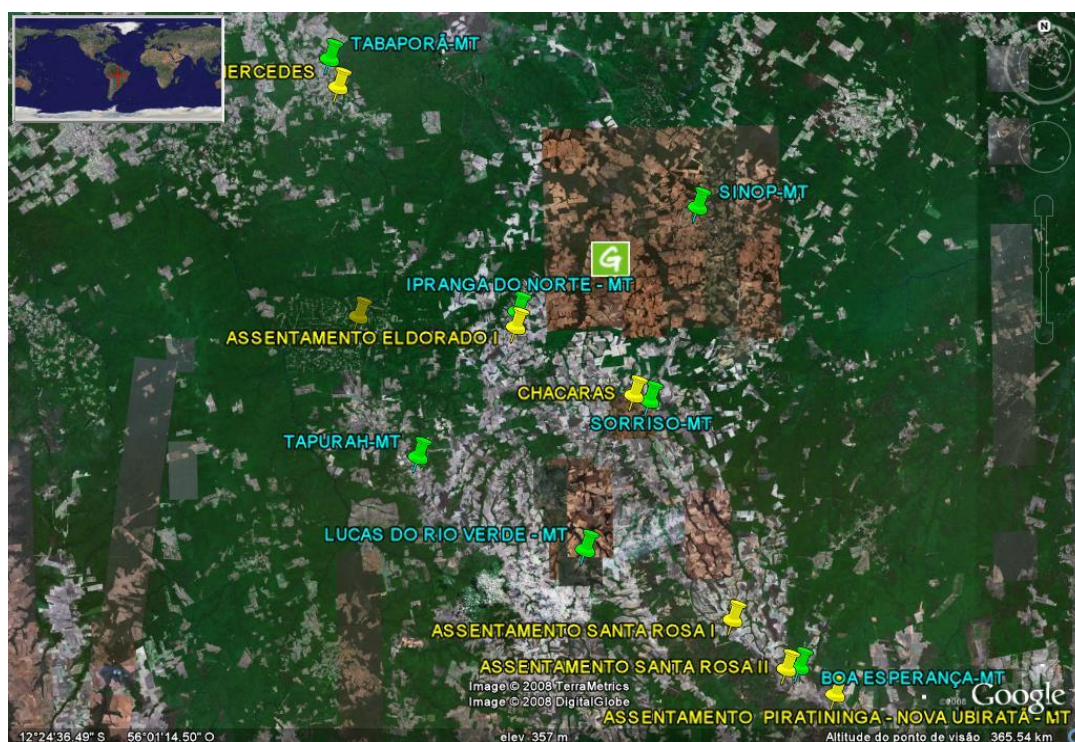 TABAPORÃ-MT
MERCEDES
SINOP-MT
G
IPRANGA DO NORTE - MT
ASSENTAMENTO ELDORADO I
CHACARAS
SORRISO-MT
TAPURAH-MT
LUCAS DO RIO VERDE - MT
ASSENTAMENTO SANTA ROSA I
ASSENTAMENTO SANTA ROSA II
BOA ESPERANÇA-MT
Image © 2008 TerraMetrics
Image © 2008 DigitalGlobe
©2008 Google
ASSENTAMENTO PIRATININGA - NOVA UBIRATÃ - MT
12°24'36.49" S 56°01'14.50" O elev 357 m Altitude do ponto de visão 365.54 km
N